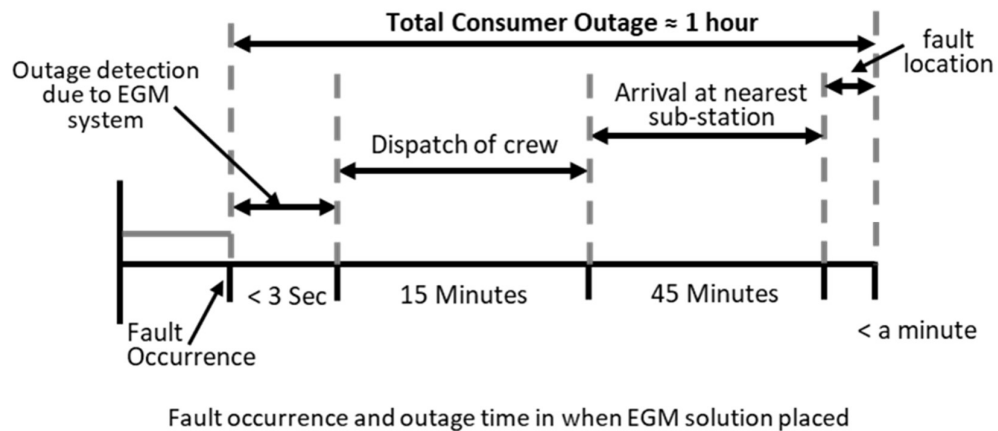 Total Consumer Outage ≈ 1 hour
fault
location
Outage detection
due to EGM
system
Arrival at nearest
sub-station
Dispatch of crew
< 3 Sec
15 Minutes
45 Minutes
< a minute
Fault
Occurrence
Fault occurrence and outage time in when EGM solution placed